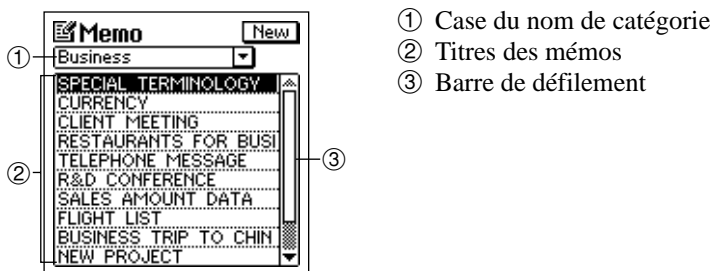 Memo New
Business
SPECIAL TERMINOLOGY
CURRENCY
CLIENT MEETING
RESTAURANTS FOR BUSI
TELEPHONE MESSAGE
R&D CONFERENCE
SALES AMOUNT DATA
FLIGHT LIST
BUSINESS TRIP TO CHIN
NEW PROJECT
①
②
③
① Case du nom de catégorie
② Titres des mémos
③ Barre de défilement